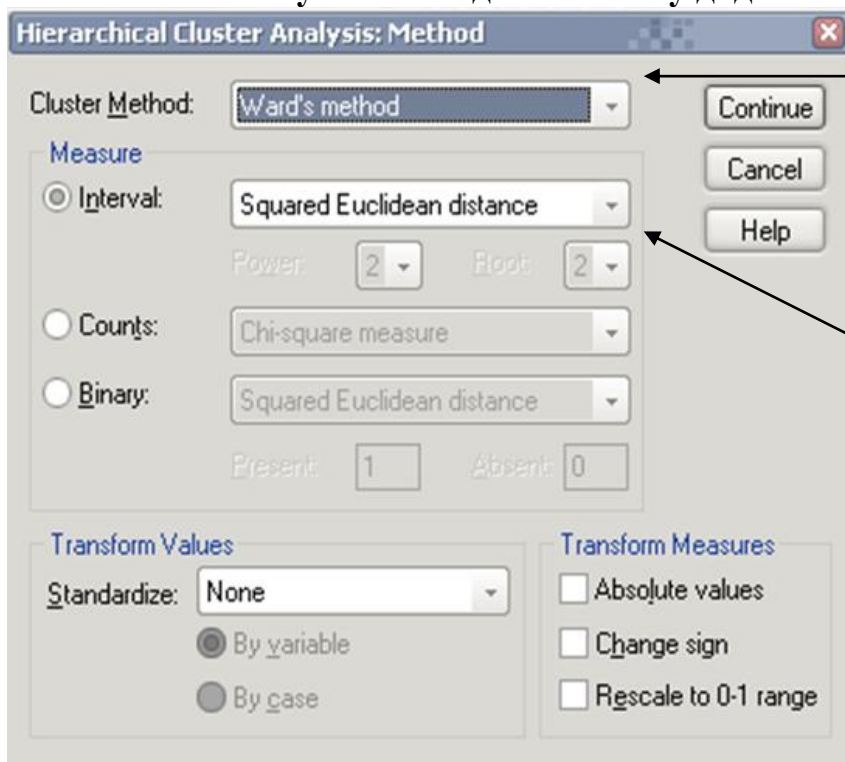 Hierarchical Cluster Analysis: Method
Cluster Method: Ward's method
Continue
Measure
Cancel
Interval: Squared Euclidean distance
Help
Power: 2 Root: 2
Counts: Chi-square measure
Binary: Squared Euclidean distance
Present: 1 Absent: 0
Transform Values
Standardize: None
By variable
By case
Transform Measures
Absolute values
Change sign
Rescale to 0-1 range